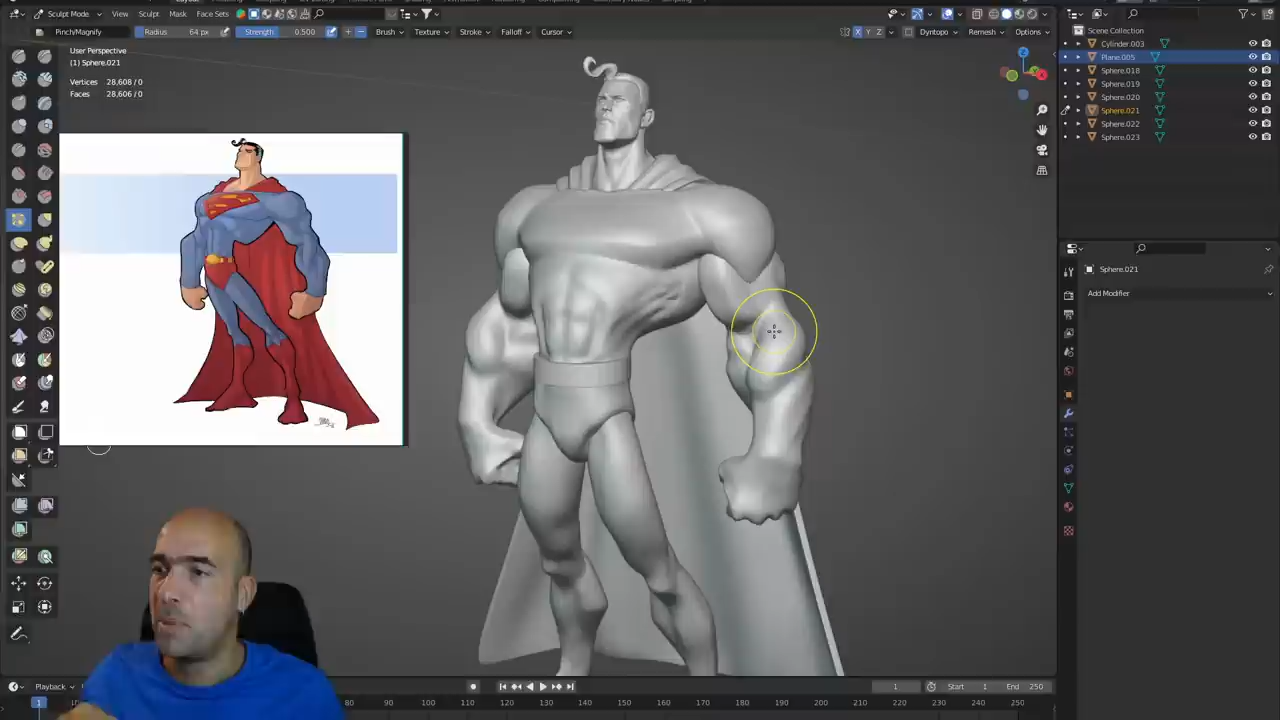 Sculpt Mode View Sculpt Mask Face Sets
Pinch/Magnify Radius 64 px Strength 0.500 Brush Texture Stroke Falloff Cursor X Y Z Dyntopo Remesh Options
User Perspective
(1) Sphere.021
Vertices 28,608 / 0
Faces 28,606 / 0
Scene Collection
Cylinder.003
Plane.005
Sphere.018
Sphere.019
Sphere.020
Sphere.021
Sphere.022
Sphere.023
Sphere.021
Add Modifier
Playback 1 Start 1 End 250
1 80 90 100 110 120 130 140 150 160 170 180 190 200 210 220 230 240 250